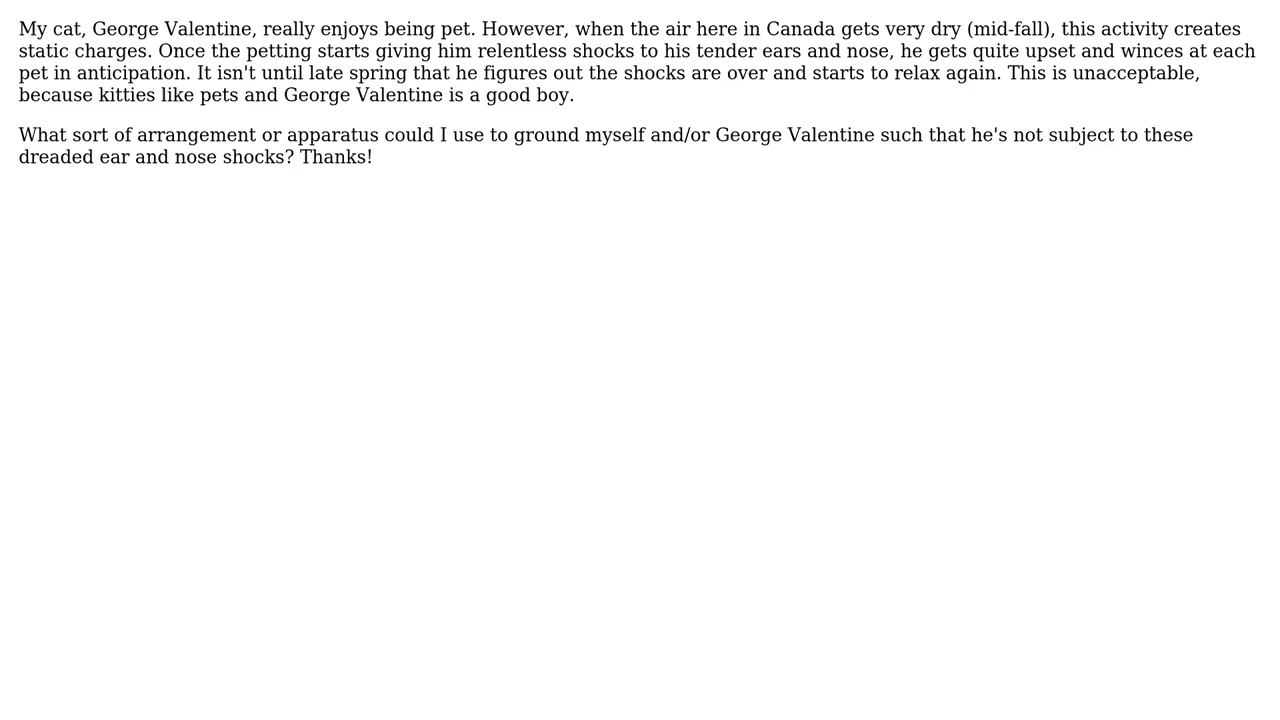 My cat, George Valentine, really enjoys being pet. However, when the air here in Canada gets very dry (mid-fall), this activity creates
static charges. Once the petting starts giving him relentless shocks to his tender ears and nose, he gets quite upset and winces at each
pet in anticipation. It isn't until late spring that he figures out the shocks are over and starts to relax again. This is unacceptable,
because kitties like pets and George Valentine is a good boy.
What sort of arrangement or apparatus could I use to ground myself and/or George Valentine such that he's not subject to these
dreaded ear and nose shocks? Thanks!